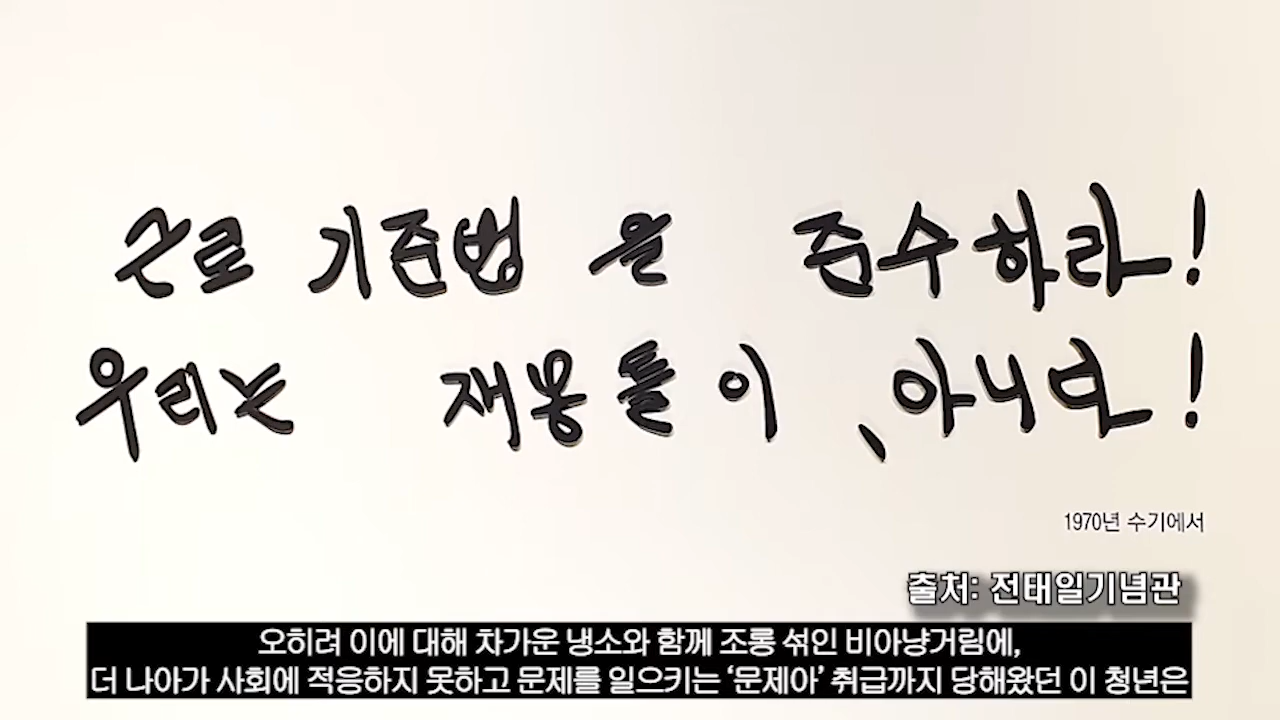 근로 기준법 을 준수하라!
우리는 재봉틀 이 、아니다!
1970년 수기에서
출처: 전태일기념관
오히려 이에 대해 차가운 냉소와 함께 조롱 섞인 비아냥거림에,
더 나아가 사회에 적응하지 못하고 문제를 일으키는 ‘문제아’ 취급까지 당해왔던 이 청년은